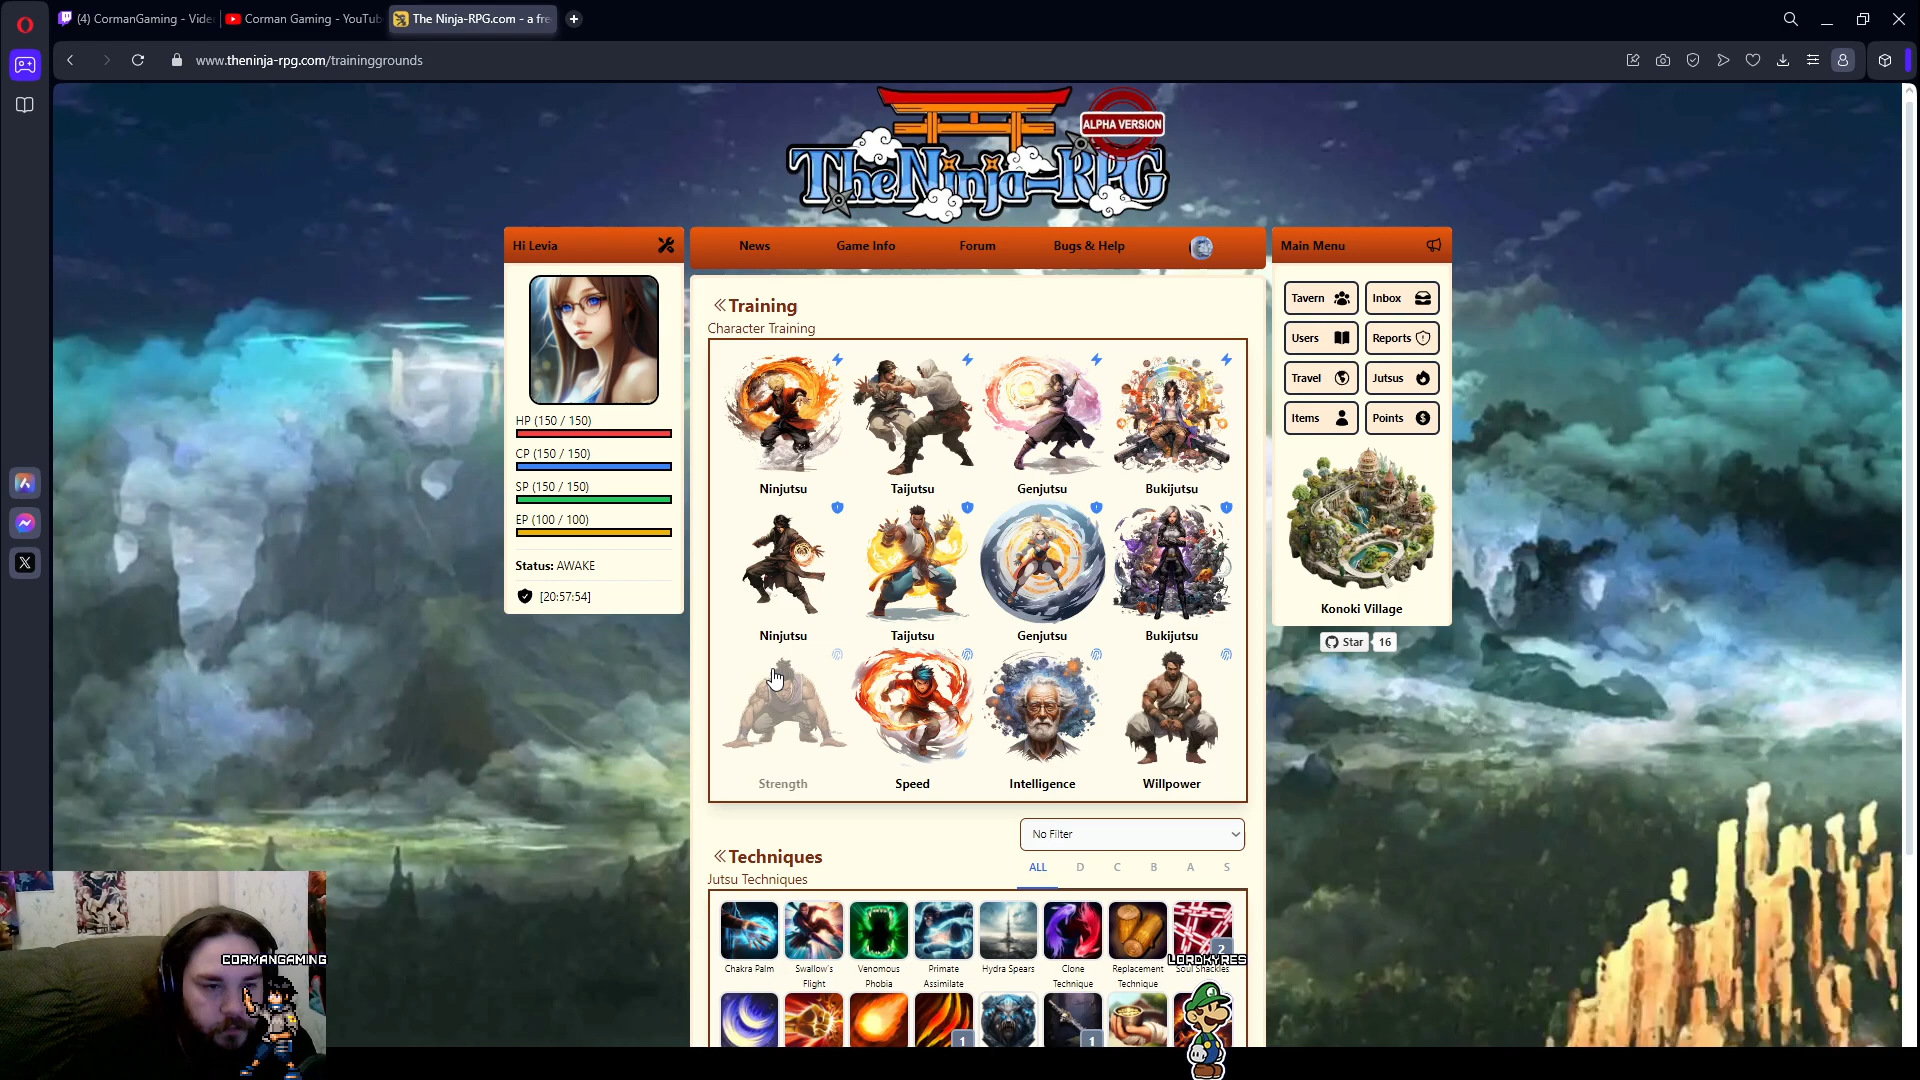 (4) CormanGaming - Vide
Corman Gaming - YouTub
The Ninja-RPG.com - a fre
www.theninja-rpg.com/traininggrounds
ALPHA VERSION
TheNinja-RPG
Hi Levia
News
Game Info
Forum
Bugs & Help
Main Menu
HP (150 / 150)
CP (150 / 150)
SP (150 / 150)
EP (100 / 100)
Status: AWAKE
[20:57:54]
Training
Character Training
Ninjutsu
Taijutsu
Genjutsu
Bukijutsu
Ninjutsu
Taijutsu
Genjutsu
Bukijutsu
Strength
Speed
Intelligence
Willpower
Tavern
Inbox
Users
Reports
Travel
Jutsus
Items
Points
Konoki Village
Star
16
No Filter
Techniques
Jutsu Techniques
ALL
D
C
B
A
S
2
Chakra Palm
Swallow's Flight
Venomous Phobia
Primate Assimilate
Hydra Spears
Clone Technique
Replacement Technique
Soul Shackles
1
1
CORMANGAMING
LORDKYRES